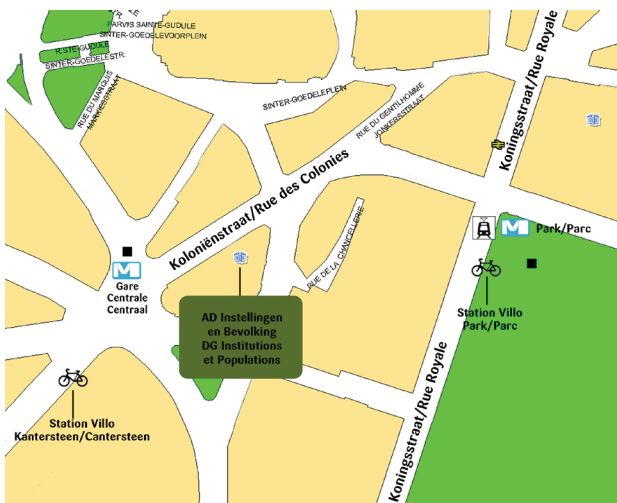 PARVIS SAINTE-GUDULE
SINTER-GOEDELEVOORPLEIN
R.STE-GUDULE
SINTER-GOEDELESTR.
RUE DU MARQUIS
MARKIESSTRAAT
SINTER-GOEDELEPLEIN
RUE DU GENTILHOMME
JONKERSSTRAAT
Koningsstraat/Rue Royale
Koloniënstraat/Rue des Colonies
RUE DE LA CHANCELLERIE
M
Park/Parc
M
Gare
Centrale
Centraal
Station Villo
Park/Parc
AD Instellingen
en Bevolking
DG Institutions
et Populations
Koningsstraat/Rue Royale
Station Villo
Kantersteen/Cantersteen